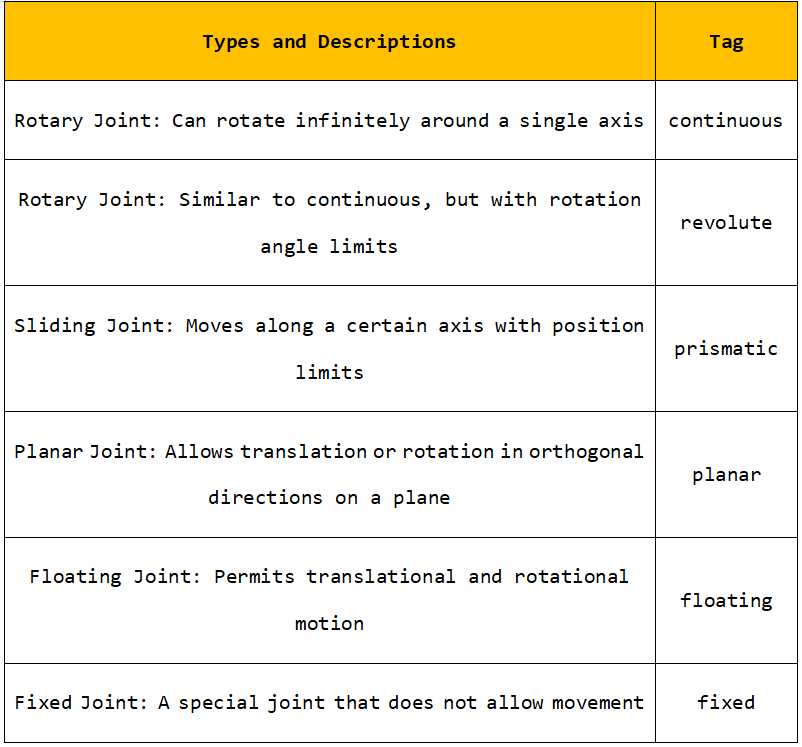 Types and Descriptions
Tag
Rotary Joint: Can rotate infinitely around a single axis
continuous
Rotary Joint: Similar to continuous, but with rotation
angle limits
revolute
Sliding Joint: Moves along a certain axis with position
limits
prismatic
Planar Joint: Allows translation or rotation in orthogonal
directions on a plane
planar
Floating Joint: Permits translational and rotational
motion
floating
Fixed Joint: A special joint that does not allow movement
fixed